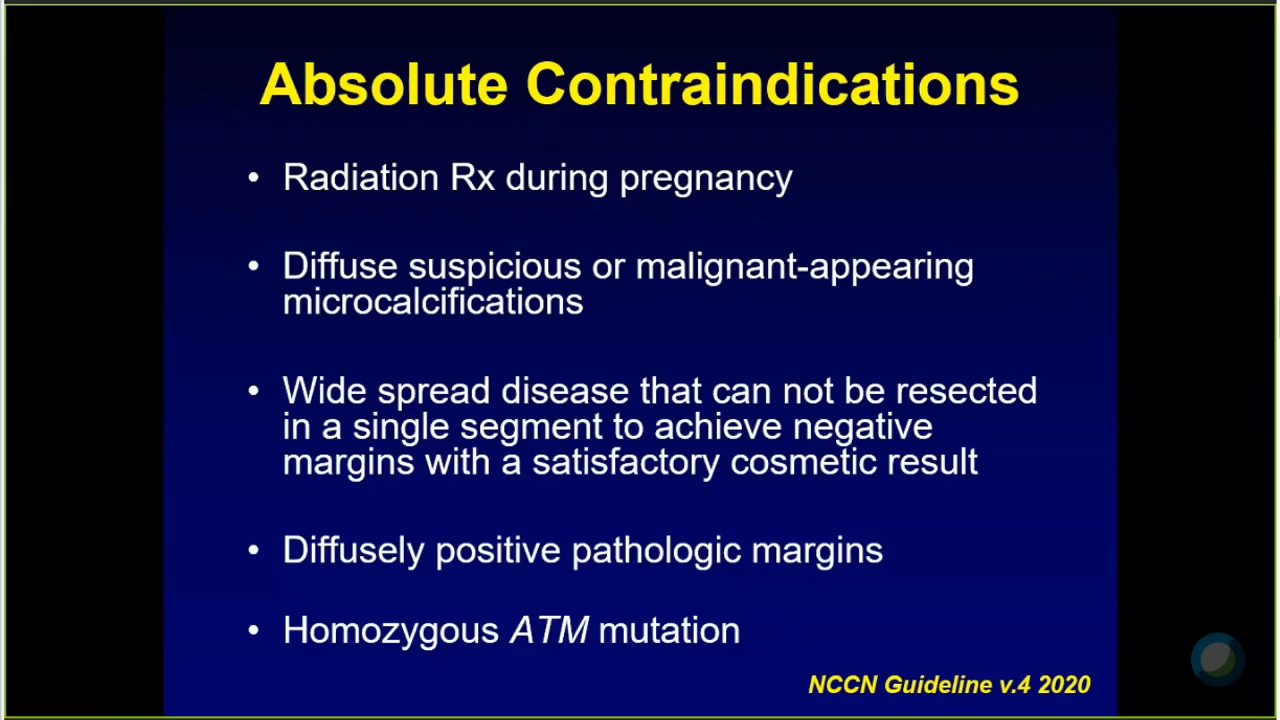 Absolute Contraindications
• Radiation Rx during pregnancy
• Diffuse suspicious or malignant-appearing
microcalcifications
• Wide spread disease that can not be resected
in a single segment to achieve negative
margins with a satisfactory cosmetic result
• Diffusely positive pathologic margins
• Homozygous ATM mutation
NCCN Guideline v.4 2020